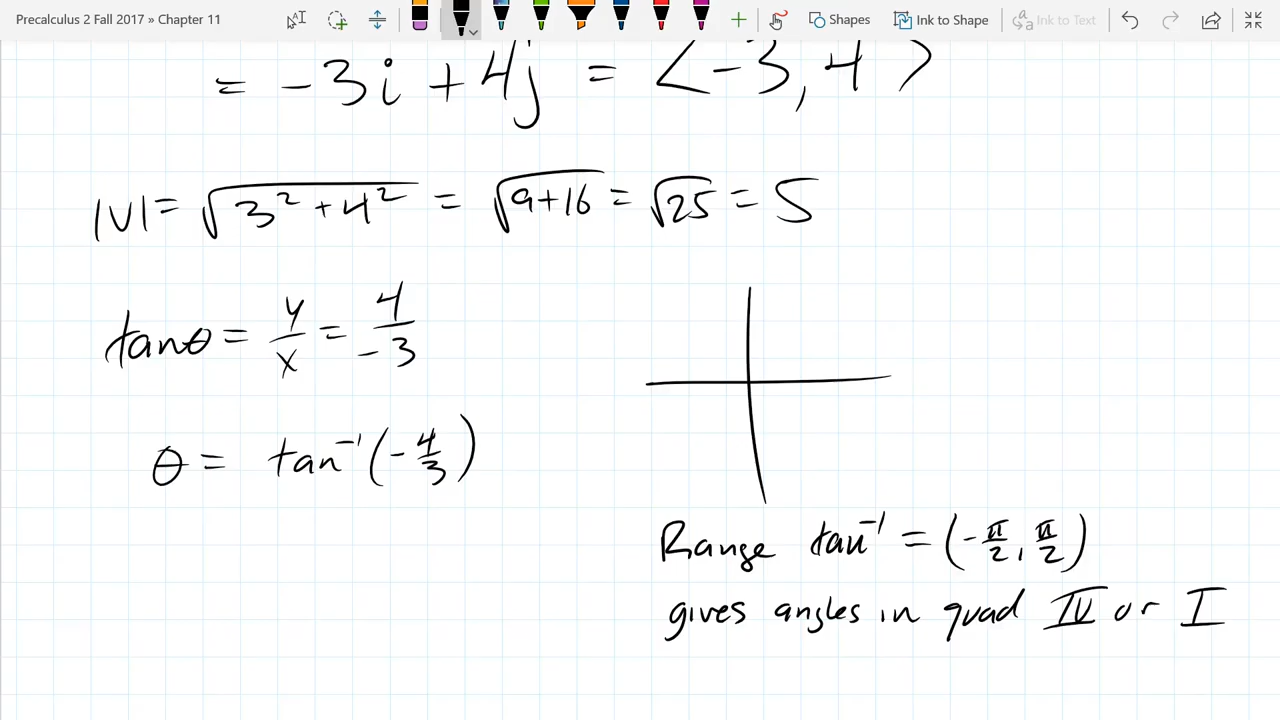 Precalculus 2 Fall 2017 » Chapter 11
Shapes
Ink to Shape
Ink to Text
= -3i + 4j = < -3, 4 >
|V| = √3² + 4² = √9+16 = √25 = 5
tanθ = y/x = 4/-3
θ = tan⁻¹(-4/3)
Range tan⁻¹ = (-π/2, π/2)
gives angles in quad IV or I